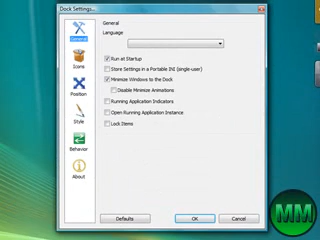 Dock Settings...
General
Icons
Position
Style
Behavior
About
General
Language
Run at Startup
Store Settings in a Portable INI (single-user)
Minimize Windows to the Dock
Disable Minimize Animations
Running Application Indicators
Open Running Application Instance
Lock Items
Defaults
OK
Cancel
MM